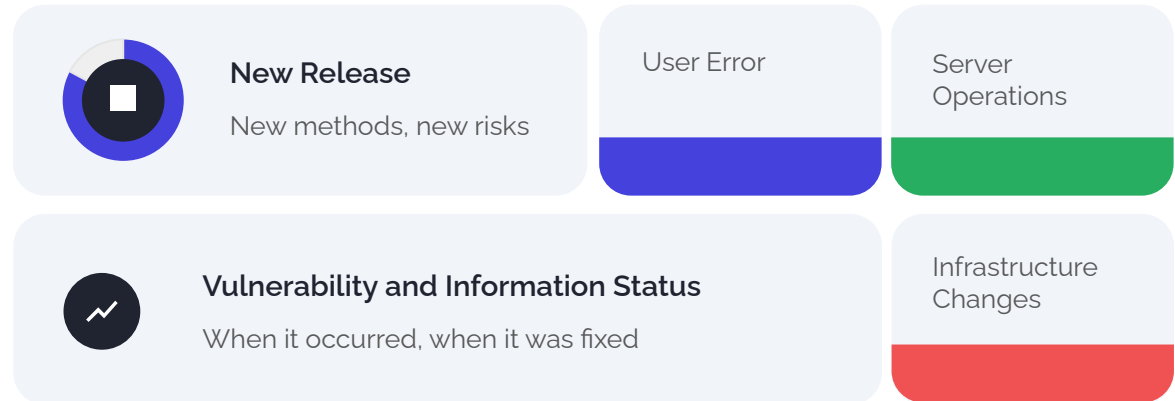 New Release
New methods, new risks
User Error
Server
Operations
Vulnerability and Information Status
When it occurred, when it was fixed
Infrastructure
Changes